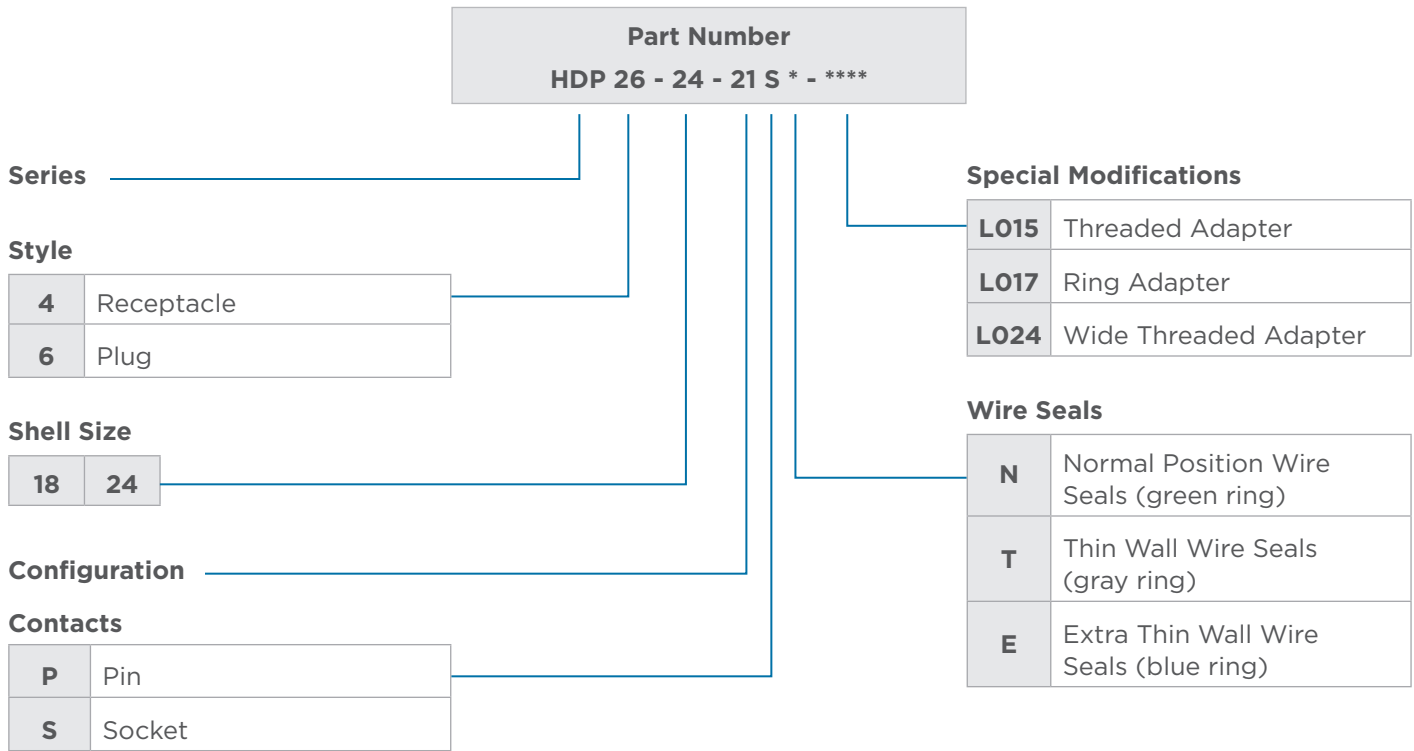 Part Number
HDP 26 - 24 - 21 S * - ****
Series
Style
4 Receptacle
6 Plug
Shell Size
18 24
Configuration
Contacts
P Pin
S Socket
Special Modifications
L015 Threaded Adapter
L017 Ring Adapter
L024 Wide Threaded Adapter
Wire Seals
N Normal Position Wire
Seals (green ring)
T Thin Wall Wire Seals
(gray ring)
E Extra Thin Wall Wire
Seals (blue ring)